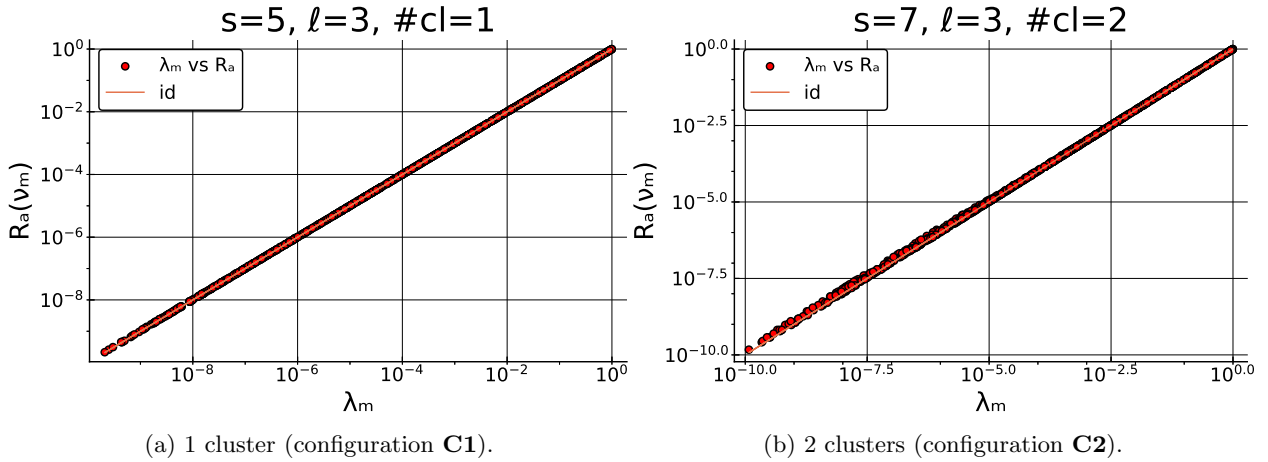 s=5, ℓ=3, #cl=1
λₘ vs Rₐ
id
10⁰
10⁻²
10⁻⁴
10⁻⁶
10⁻⁸
Rₐ(νₘ)
10⁻⁸ 10⁻⁶ 10⁻⁴ 10⁻² 10⁰
λₘ
(a) 1 cluster (configuration C1).
s=7, ℓ=3, #cl=2
λₘ vs Rₐ
id
10^0.0
10^−2.5
10^−5.0
10^−7.5
10^−10.0
Rₐ(νₘ)
10^−10.0 10^−7.5 10^−5.0 10^−2.5 10^0.0
λₘ
(b) 2 clusters (configuration C2).